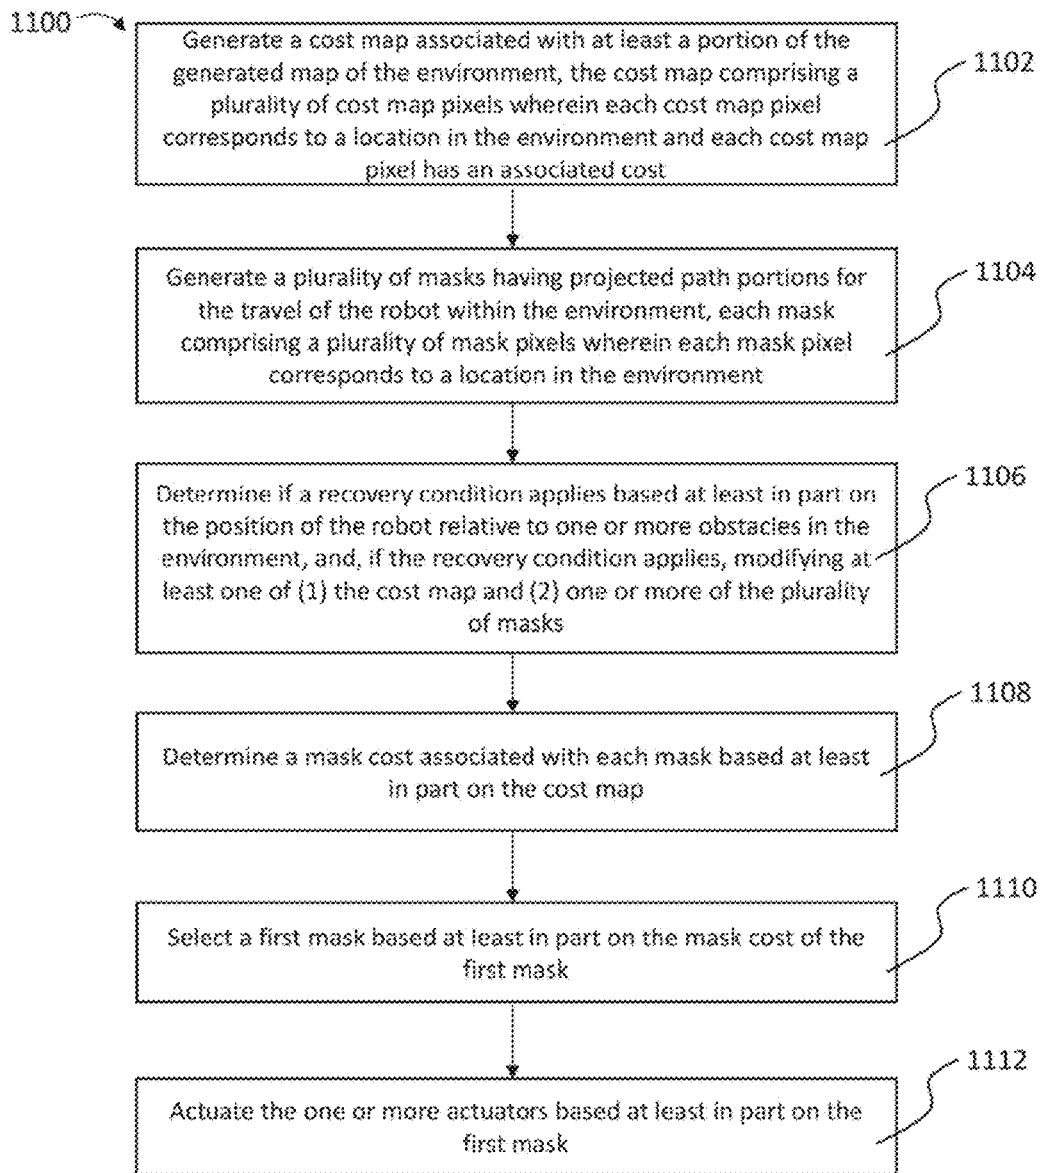 1100
Generate a cost map associated with at least a portion of the
generated map of the environment, the cost map comprising a
plurality of cost map pixels wherein each cost map pixel
corresponds to a location in the environment and each cost map
pixel has an associated cost
1102
Generate a plurality of masks having projected path portions for
the travel of the robot within the environment, each mask
comprising a plurality of mask pixels wherein each mask pixel
corresponds to a location in the environment
1104
Determine if a recovery condition applies based at least in part on
the position of the robot relative to one or more obstacles in the
environment, and, if the recovery condition applies, modifying at
least one of (1) the cost map and (2) one or more of the plurality
of masks
1106
Determine a mask cost associated with each mask based at least
in part on the cost map
1108
Select a first mask based at least in part on the mask cost of the
first mask
1110
Actuate the one or more actuators based at least in part on the
first mask
1112